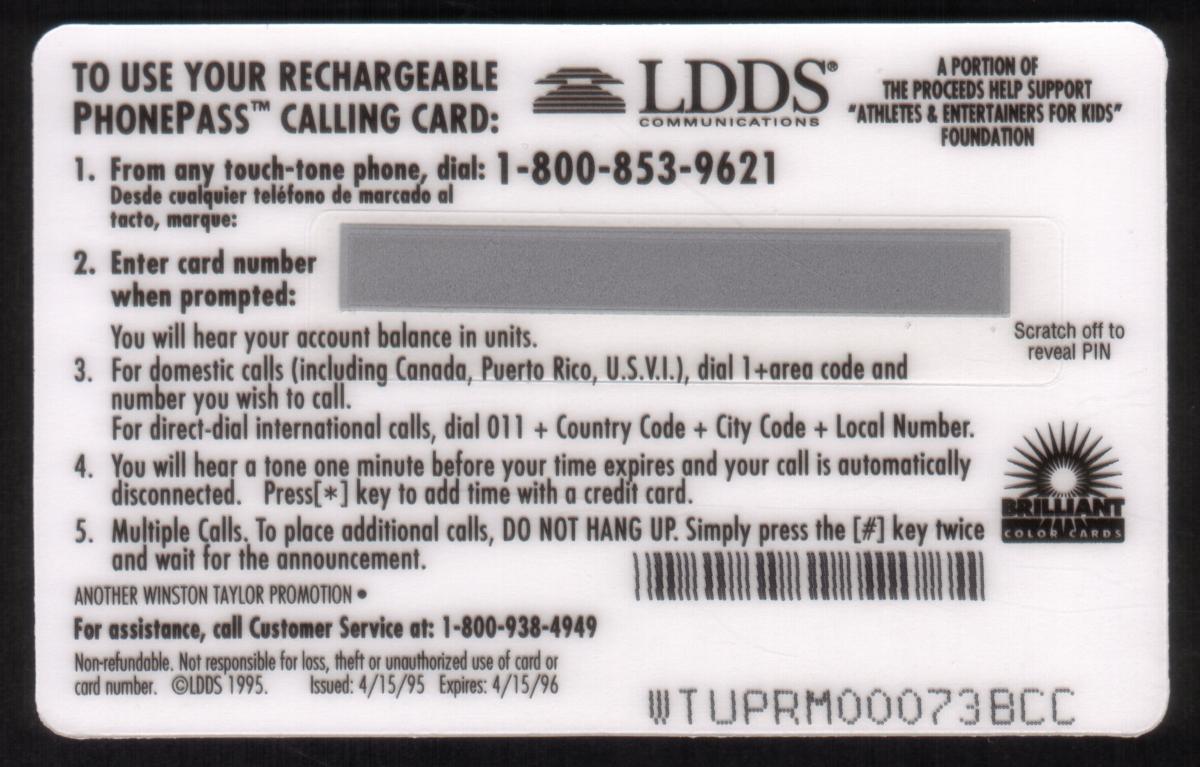 TO USE YOUR RECHARGEABLE
PHONEPASS™ CALLING CARD:
LDDS®
COMMUNICATIONS
A PORTION OF
THE PROCEEDS HELP SUPPORT
"ATHLETES & ENTERTAINERS FOR KIDS"
FOUNDATION
1. From any touch-tone phone, dial: 1-800-853-9621
Desde cualquier teléfono de marcado al
tacto, marque:
2. Enter card number
when prompted:
Scratch off to
reveal PIN
You will hear your account balance in units.
3. For domestic calls (including Canada, Puerto Rico, U.S.V.I.), dial 1+area code and
number you wish to call.
For direct-dial international calls, dial 011 + Country Code + City Code + Local Number.
4. You will hear a tone one minute before your time expires and your call is automatically
disconnected. Press[*] key to add time with a credit card.
5. Multiple Calls. To place additional calls, DO NOT HANG UP. Simply press the [#] key twice
and wait for the announcement.
BRILLIANT
COLOR CARDS
ANOTHER WINSTON TAYLOR PROMOTION •
For assistance, call Customer Service at: 1-800-938-4949
Non-refundable. Not responsible for loss, theft or unauthorized use of card or
card number. ©LDDS 1995. Issued: 4/15/95 Expires: 4/15/96
WTUPRM00073BCC